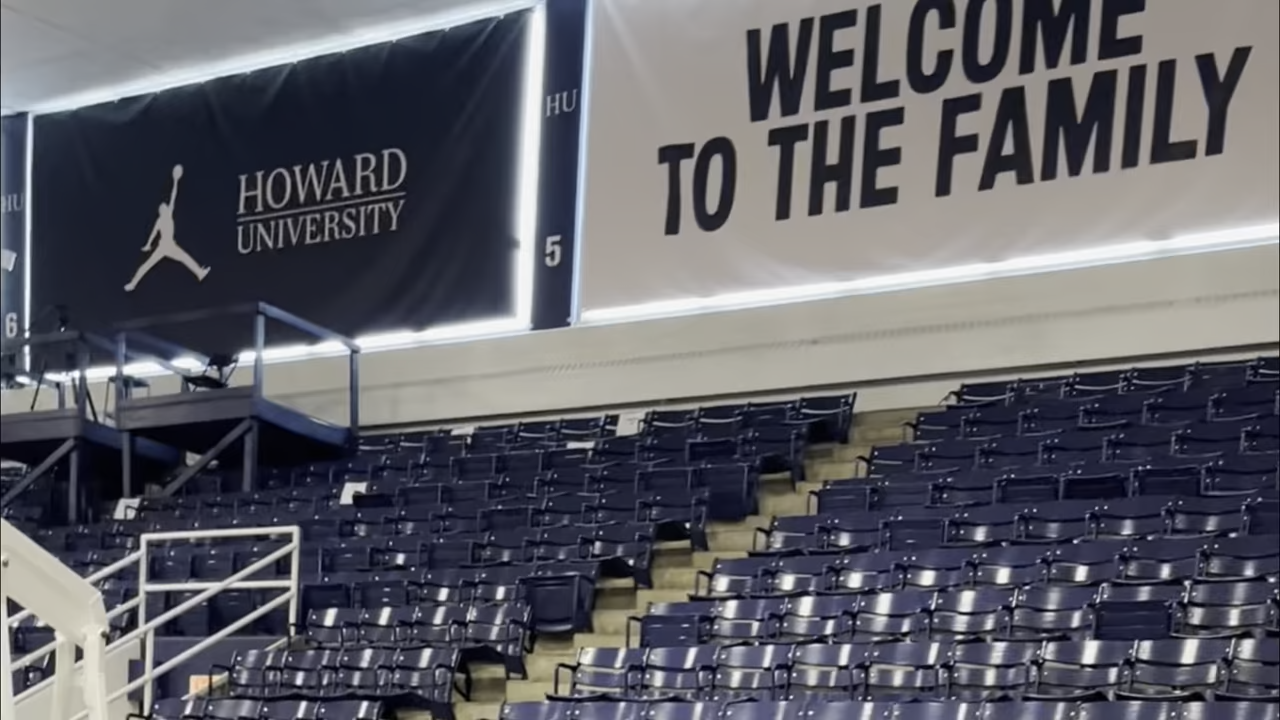 HU
6
HOWARD
UNIVERSITY
HU
5
WELCOME
TO THE FAMILY